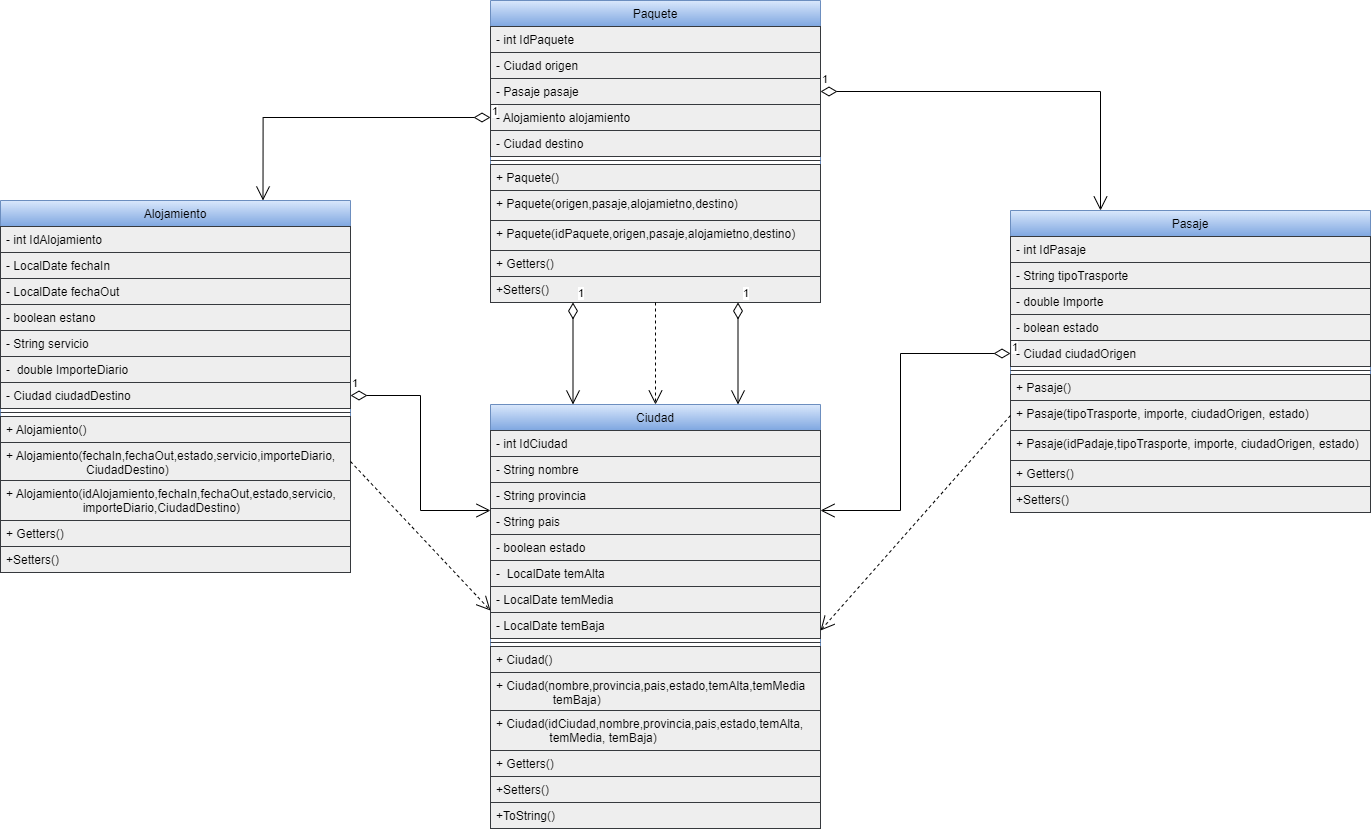 Paquete
- int IdPaquete
- Ciudad origen
- Pasaje pasaje
- Alojamiento alojamiento
- Ciudad destino
+ Paquete()
+ Paquete(origen,pasaje,alojamietno,destino)
+ Paquete(idPaquete,origen,pasaje,alojamietno,destino)
+ Getters()
+Setters()
1
1
1
1
Alojamiento
- int IdAlojamiento
- LocalDate fechaIn
- LocalDate fechaOut
- boolean estano
- String servicio
- double ImporteDiario
- Ciudad ciudadDestino
+ Alojamiento()
+ Alojamiento(fechaIn,fechaOut,estado,servicio,importeDiario,
CiudadDestino)
+ Alojamiento(idAlojamiento,fechaIn,fechaOut,estado,servicio,
importeDiario,CiudadDestino)
+ Getters()
+Setters()
1
Pasaje
- int IdPasaje
- String tipoTrasporte
- double Importe
- bolean estado
- Ciudad ciudadOrigen
+ Pasaje()
+ Pasaje(tipoTrasporte, importe, ciudadOrigen, estado)
+ Pasaje(idPadaje,tipoTrasporte, importe, ciudadOrigen, estado)
+ Getters()
+Setters()
1
Ciudad
- int IdCiudad
- String nombre
- String provincia
- String pais
- boolean estado
- LocalDate temAlta
- LocalDate temMedia
- LocalDate temBaja
+ Ciudad()
+ Ciudad(nombre,provincia,pais,estado,temAlta,temMedia
temBaja)
+ Ciudad(idCiudad,nombre,provincia,pais,estado,temAlta,
temMedia, temBaja)
+ Getters()
+Setters()
+ToString()